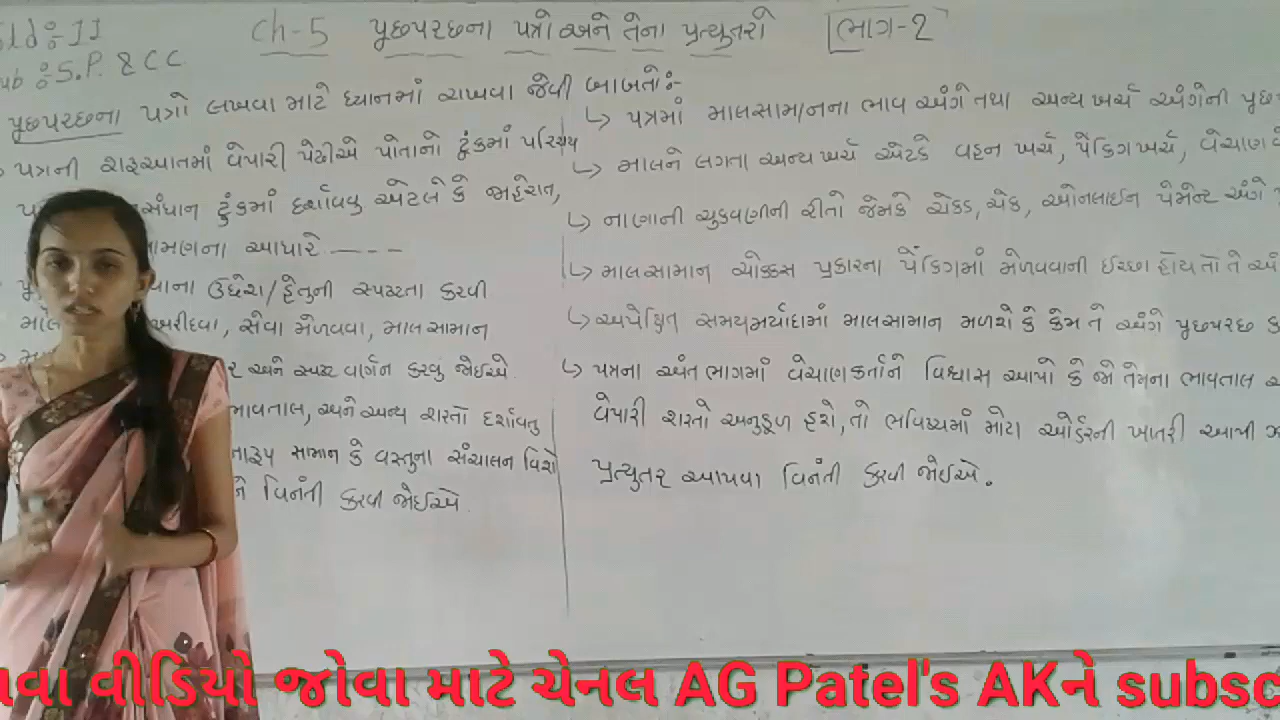 Std : 11
Sub : S.P. & CC
Ch-5 પૂછપરછના પત્રો અને તેના પ્રત્યુતરો
ભાગ-2
પૂછપરછના પત્રો લખવા માટે ધ્યાનમાં રાખવા જેવી બાબતો :-
પત્રની શરૂઆતમાં વેપારી પેઢીએ પોતાનો ટૂંકમાં પરિચય
સંધાન ટુંકમાં દર્શાવવુ એટલે કે જાહેરાત,
ામણના આધારે ----
વાના ઉદ્દેશ/હેતુની સ્પષ્ટતા કરવી
માલ ખરીદવા, સેવા મેળવવા, માલસામાન
અને સ્પષ્ટ વર્ણન કરવુ જોઈએ.
ભાવતાલ, અને અન્ય શરતો દર્શાવતુ
નારૂપ સામાન કે વસ્તુના સંચાલન વિશે
ને વિનંતી કરવી જોઈએ.
↳ પત્રમાં માલસામાનના ભાવ અંગે તથા અન્ય ખર્ચ અંગેની પૂછ
↳ માલને લગતા અન્ય ખર્ચ એટલે વહન ખર્ચ, પેકિંગ ખર્ચ, વેચાણ
↳ નાણાની ચુકવણીની રીતો જેમકે રોકડ, ચેક, ઓનલાઈન પેમેન્ટ અંગે
↳ માલસામાન ચોક્કસ પ્રકારના પેંકિંગમાં મેળવવાની ઈચ્છા હોય તો તે અં
↳ અપેક્ષિત સમયમર્યાદામાં માલસામાન મળશે કે કેમ તે અંગે પૂછપરછ ક
↳ પત્રના અંત ભાગમાં વેચાણકર્તાને વિશ્વાસ આપો કે જો તેમના ભાવતાલ અ
વેપારી શરતો અનુકૂળ હશે, તો ભવિષ્યમાં મોટા ઓર્ડરની ખાતરી આપી ઝ
પ્રત્યુતર આપવા વિનંતી કરવી જોઈએ.
વા વીડિયો જોવા માટે ચેનલ AG Patel's AKને subsc